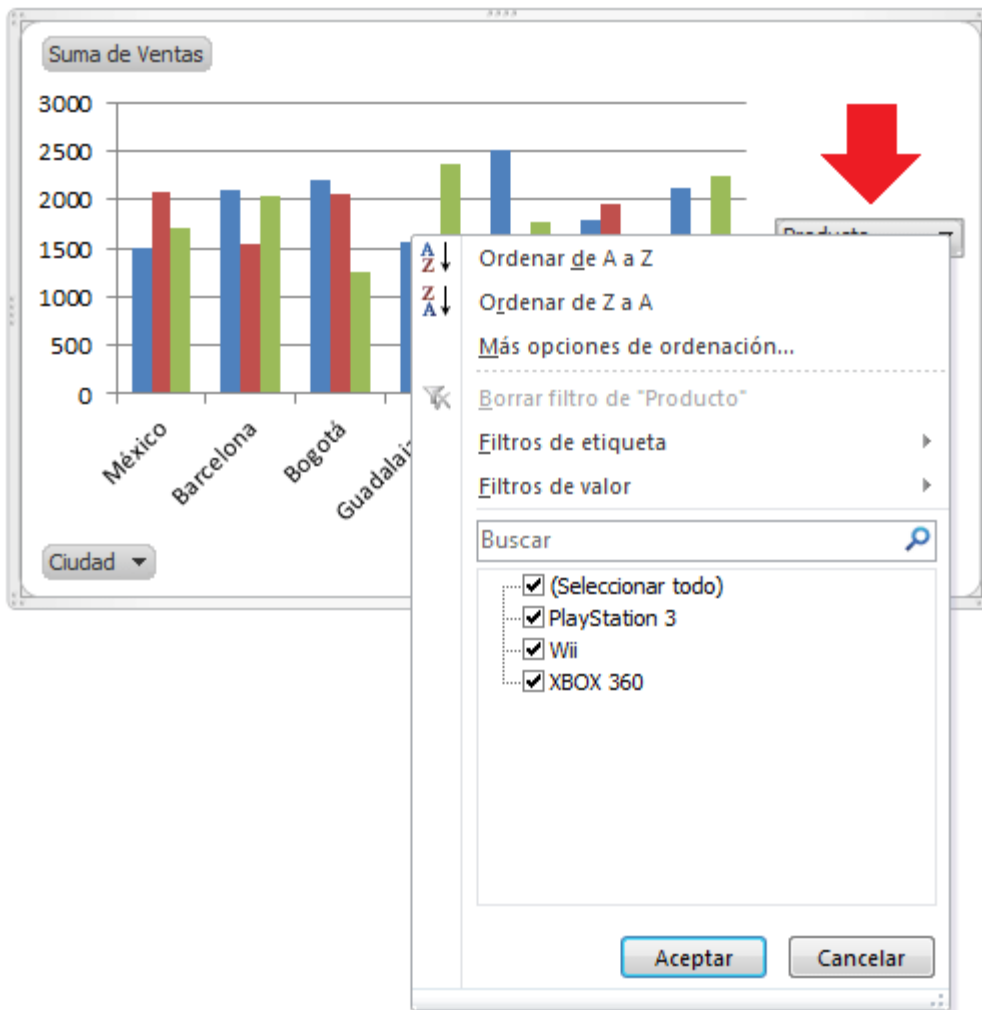 Suma de Ventas
3000
2500
2000
1500
1000
500
0
México
Barcelona
Bogotá
Ciudad
Producto
Ordenar de A a Z
Ordenar de Z a A
Más opciones de ordenación...
Borrar filtro de "Producto"
Filtros de etiqueta
Filtros de valor
Buscar
(Seleccionar todo)
PlayStation 3
Wii
XBOX 360
Aceptar
Cancelar